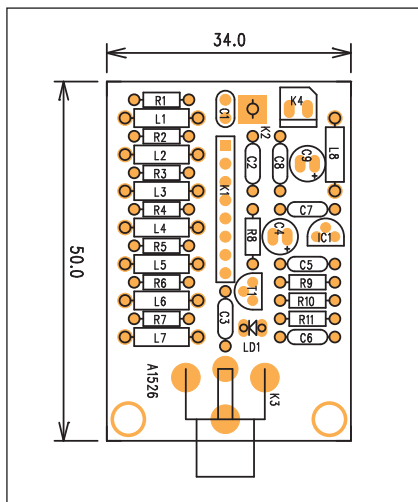 34.0
50.0
R1
L1
R2
L2
R3
L3
R4
L4
R5
L5
R6
L6
R7
L7
C1
K2
K4
C2
C8
C9
+
L8
K1
R8
C4
+
C7
IC1
T1
C5
R9
R10
R11
C6
C3
LD1
A1526
K3